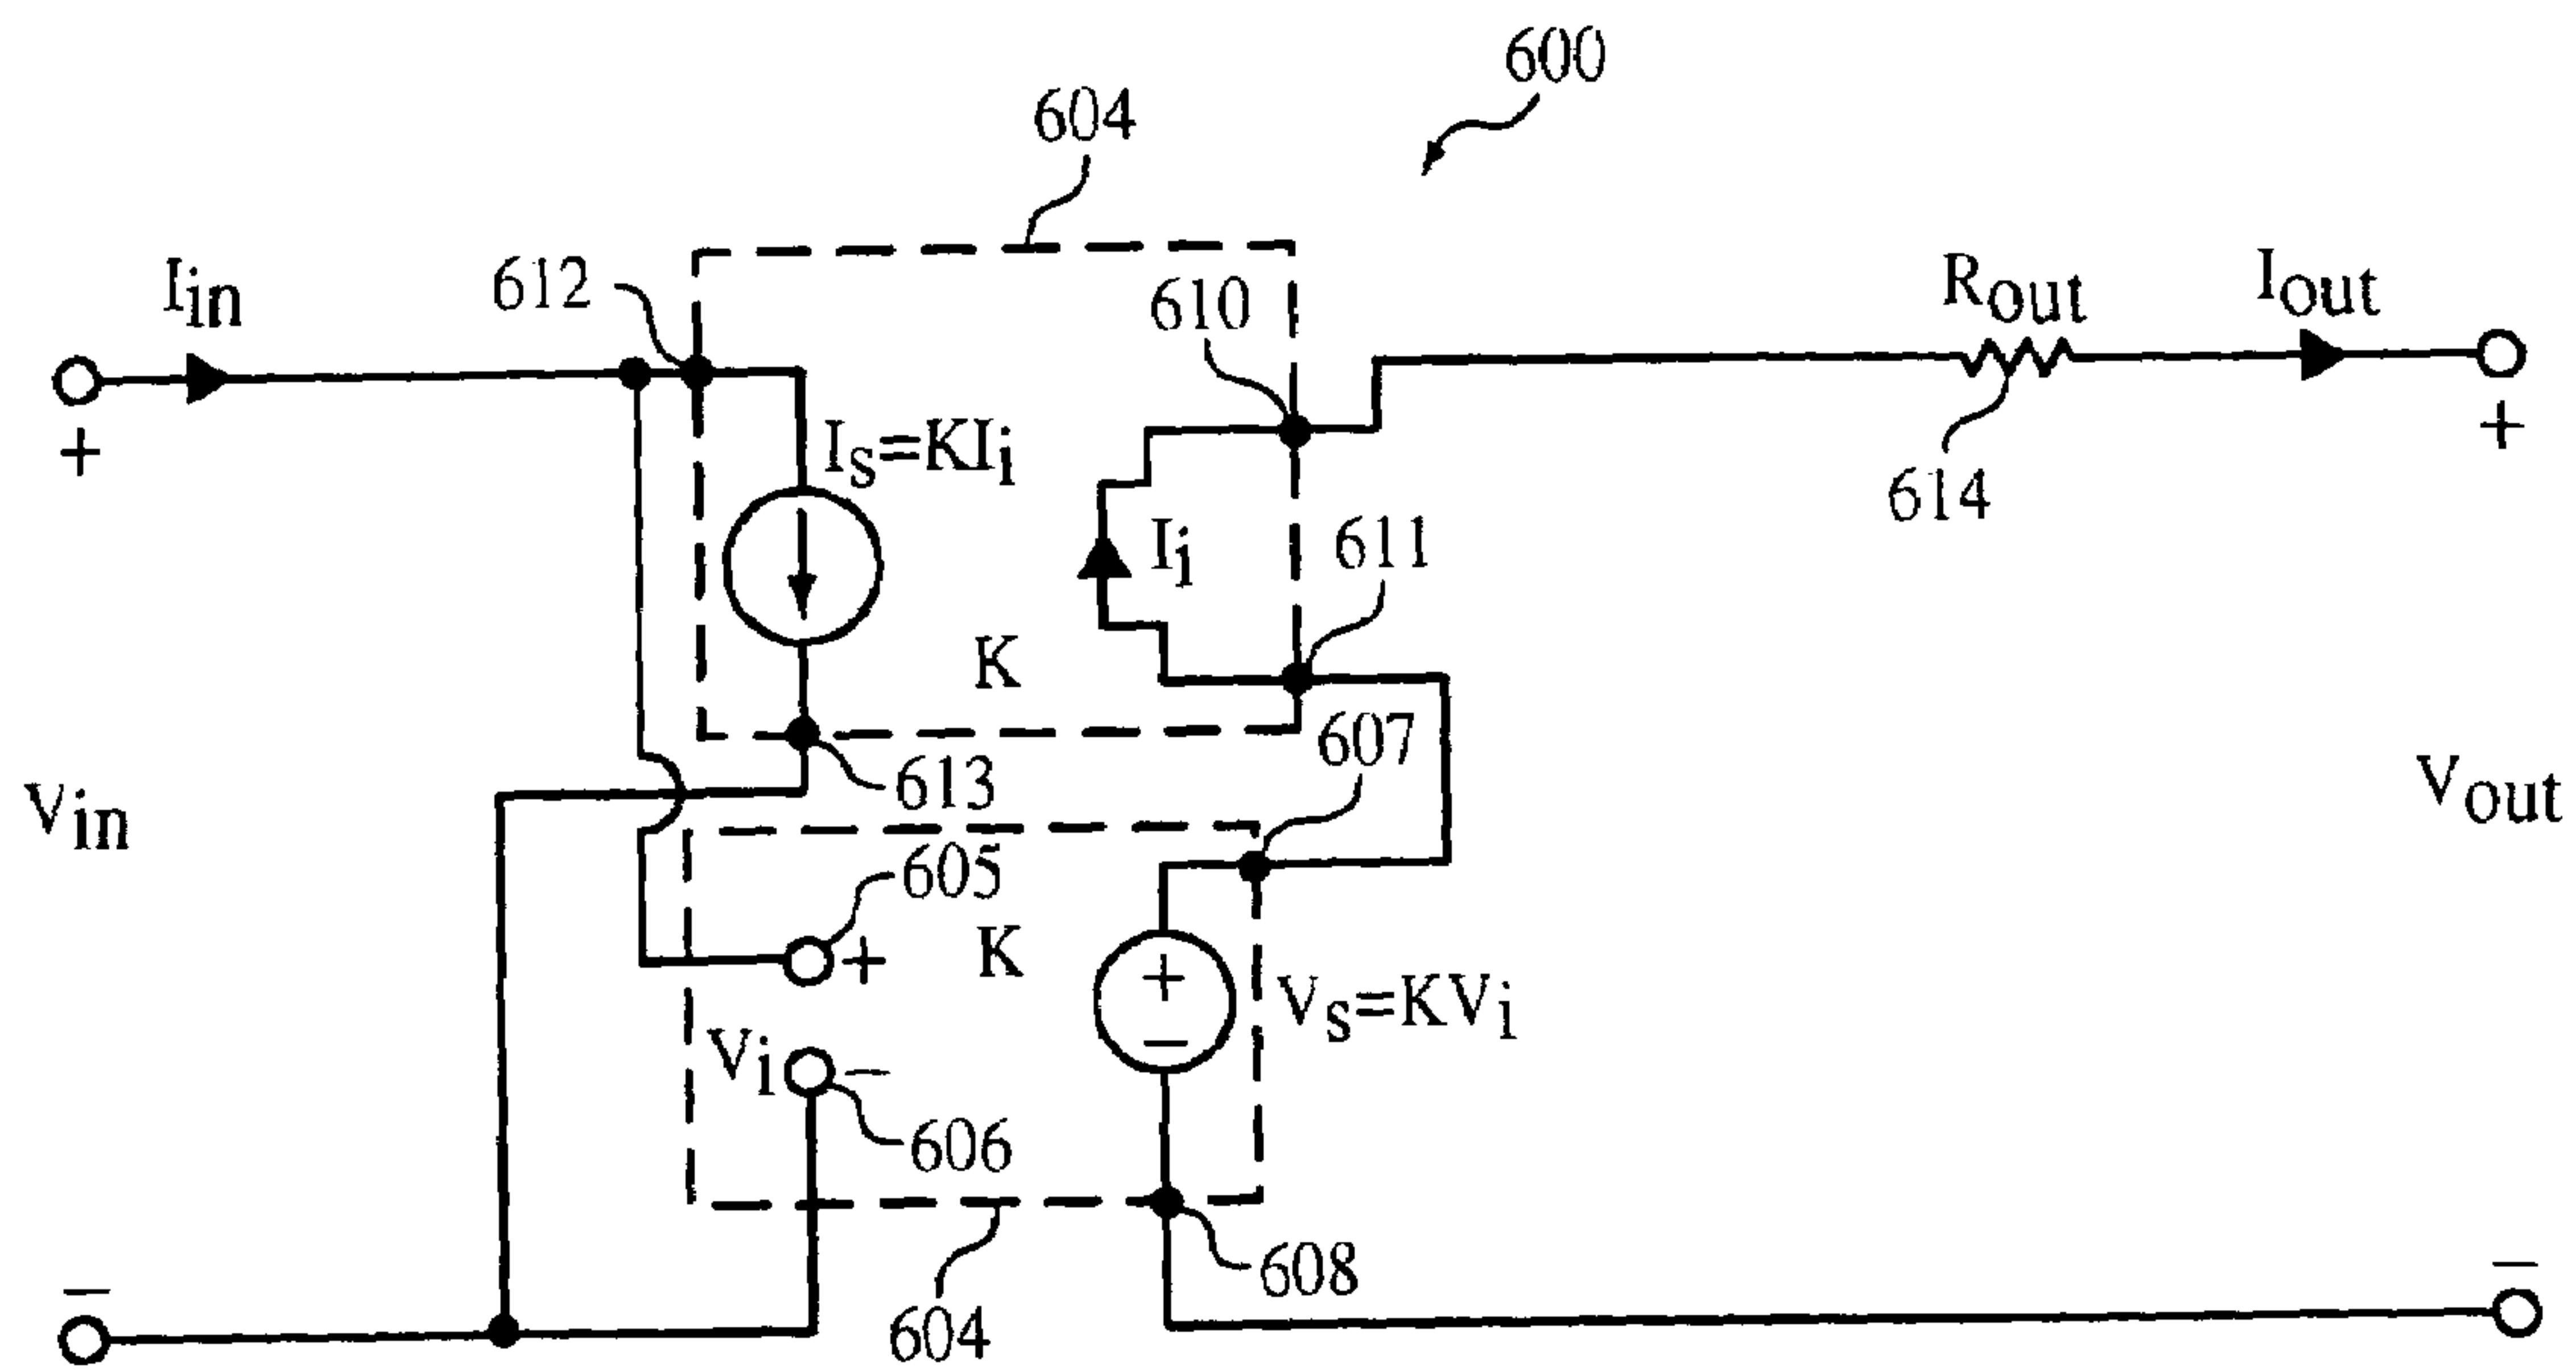 600
604
612
610
Iin
Rout
Iout
+
+
Is=KIi
614
Ii
611
K
607
613
Vin
Vout
605
+
K
+
Vs=KVi
−
Vi
−
606
608
−
−
604